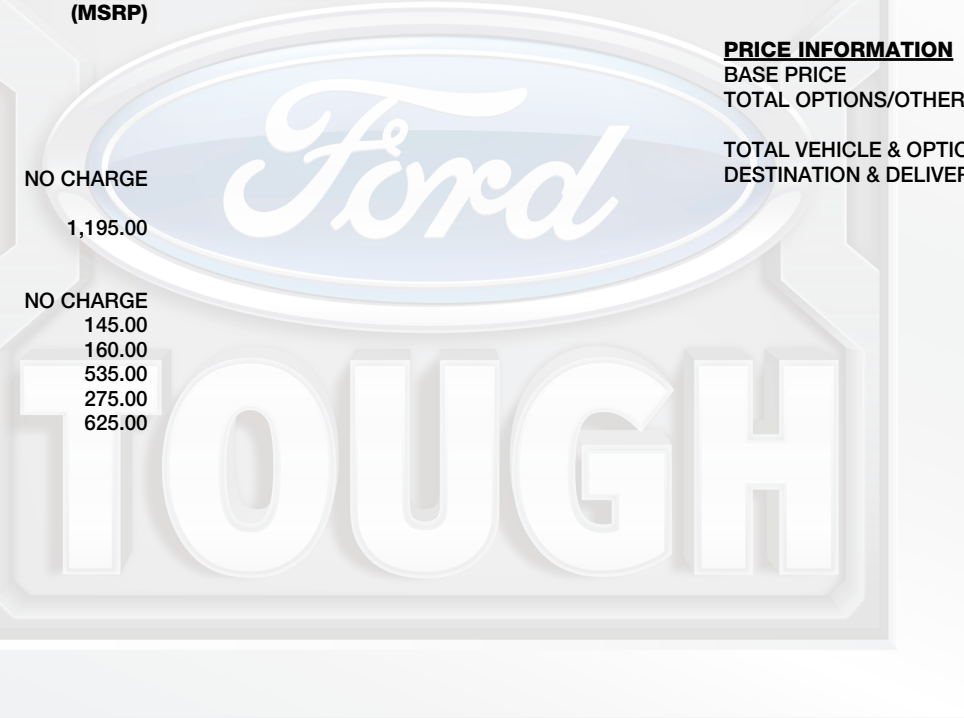 (MSRP)
NO CHARGE
1,195.00
NO CHARGE
145.00
160.00
535.00
275.00
625.00
PRICE INFORMATION
BASE PRICE
TOTAL OPTIONS/OTHER
TOTAL VEHICLE & OPTIO
DESTINATION & DELIVER
Ford
TOUGH